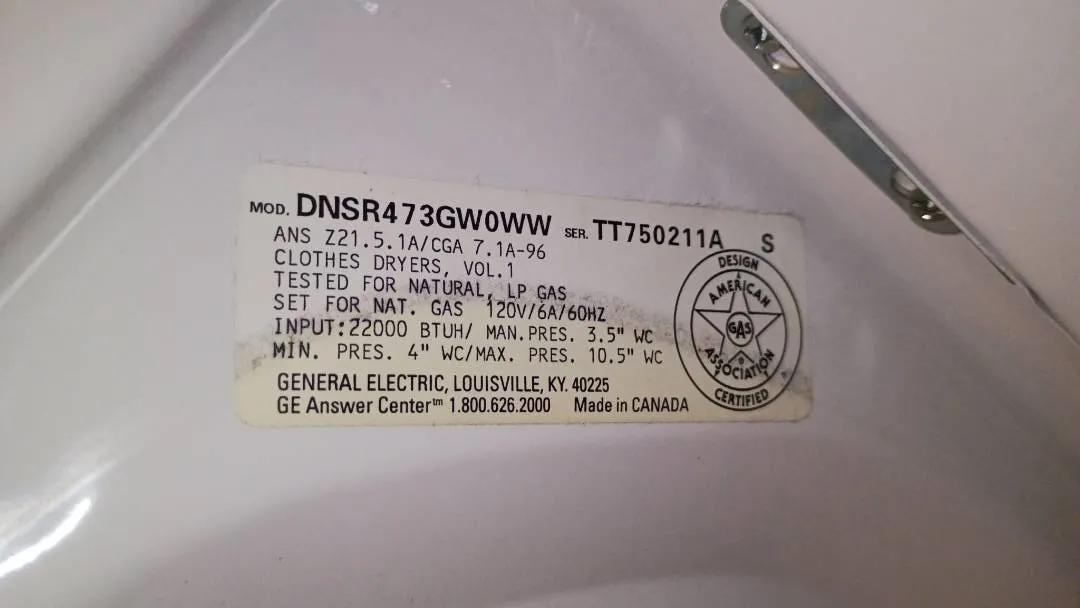 MOD. DNSR473GW0WW SER. TT750211A S
ANS Z21.5.1A/CGA 7.1A-96
CLOTHES DRYERS, VOL.1
TESTED FOR NATURAL, LP GAS
SET FOR NAT. GAS 120V/6A/60HZ
INPUT:22000 BTUH/ MAN.PRES. 3.5" WC
MIN. PRES. 4" WC/MAX. PRES. 10.5" WC
GENERAL ELECTRIC, LOUISVILLE, KY. 40225
GE Answer Center™ 1.800.626.2000 Made in CANADA
DESIGN
AMERICAN
GAS
ASSOCIATION
®
CERTIFIED